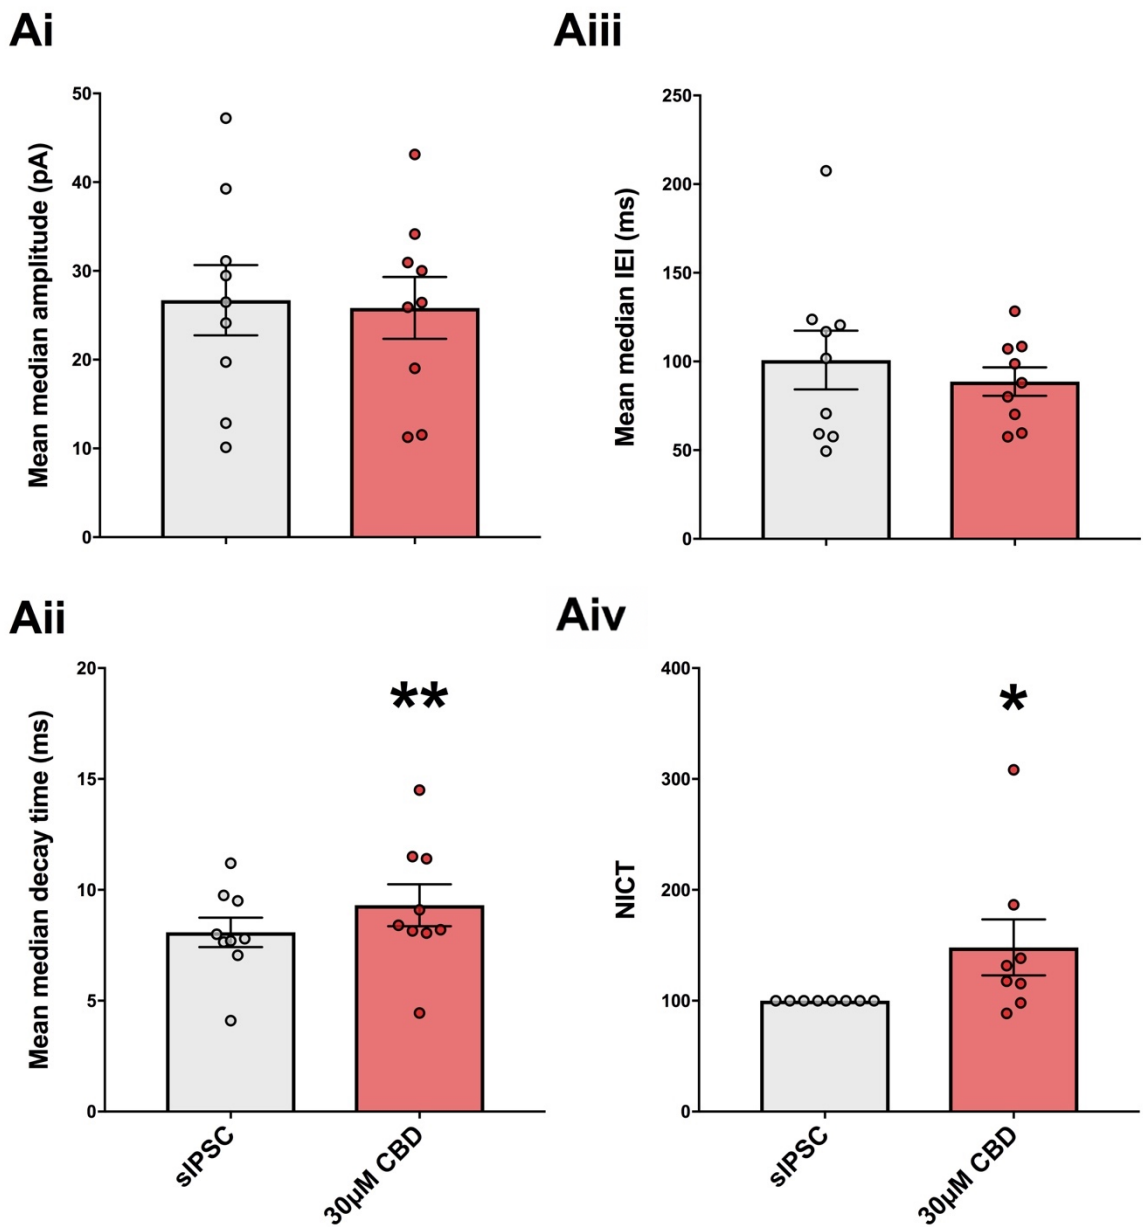 Ai
Mean median amplitude (pA)
50
40
30
20
10
0
Aiii
Mean median IEI (ms)
250
200
150
100
50
0
Aii
Mean median decay time (ms)
20
15
10
5
0
**
sIPSC
30µM CBD
Aiv
NICT
400
300
200
100
0
*
sIPSC
30µM CBD